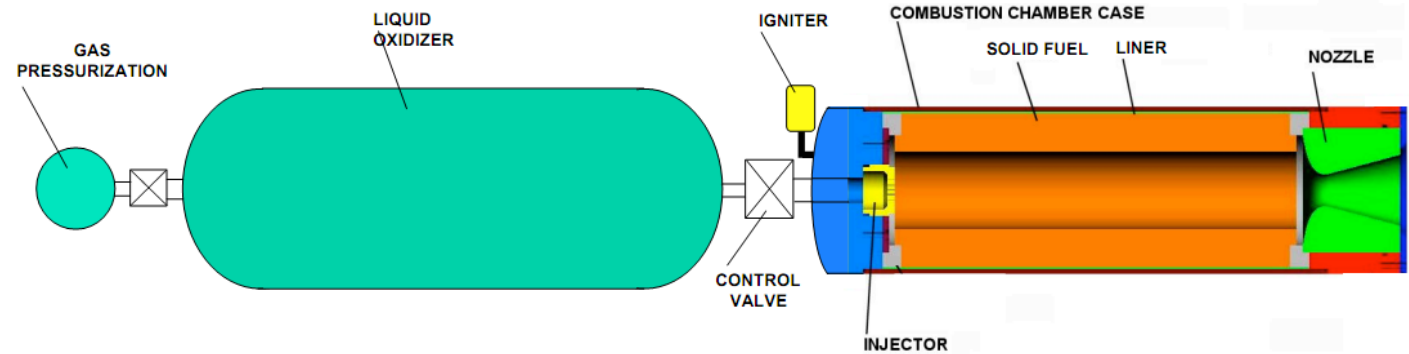 GAS
PRESSURIZATION
LIQUID
OXIDIZER
IGNITER
COMBUSTION CHAMBER CASE
SOLID FUEL
LINER
NOZZLE
CONTROL
VALVE
INJECTOR